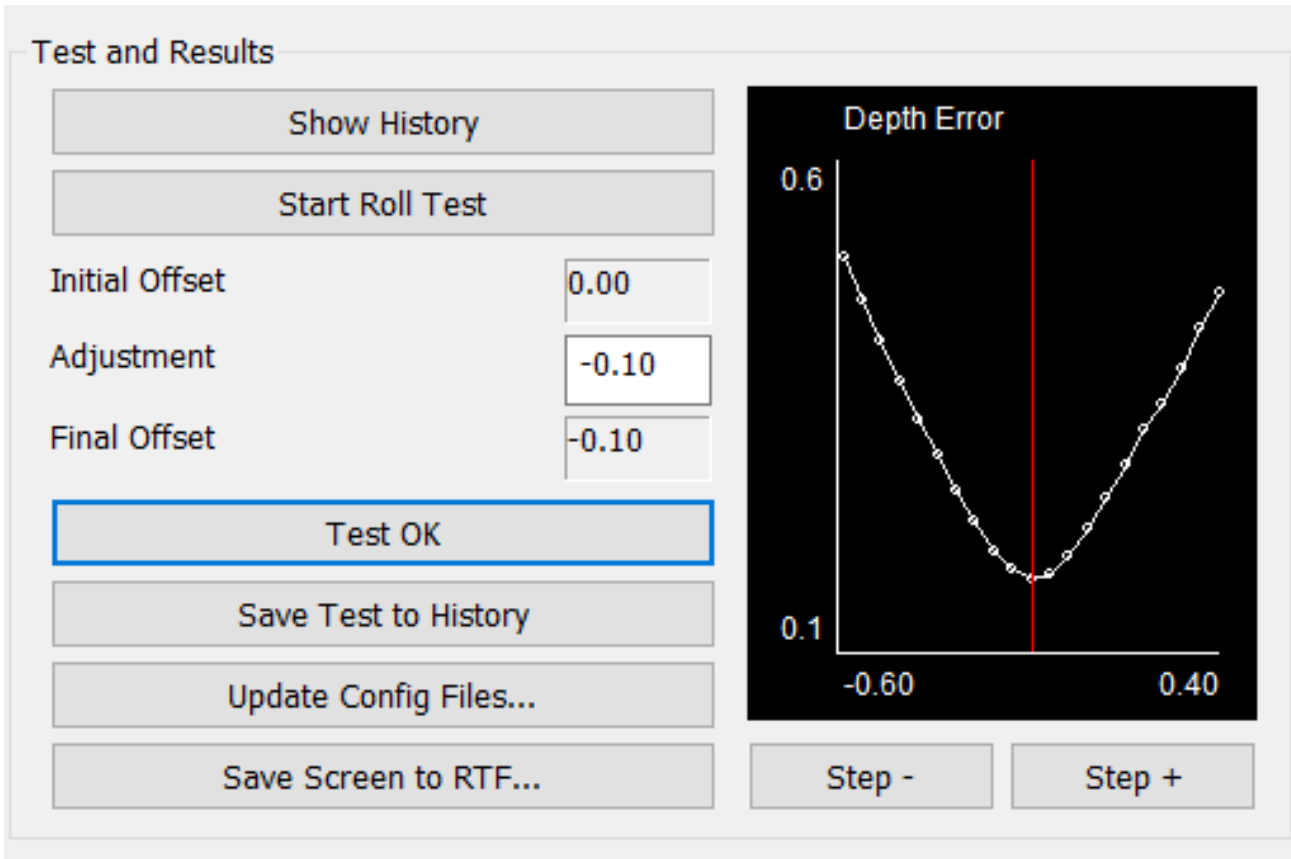 Test and Results
Show History
Start Roll Test
Initial Offset 0.00
Adjustment -0.10
Final Offset -0.10
Test OK
Save Test to History
Update Config Files...
Save Screen to RTF...
Depth Error
0.6
0.1
-0.60 0.40
Step - Step +